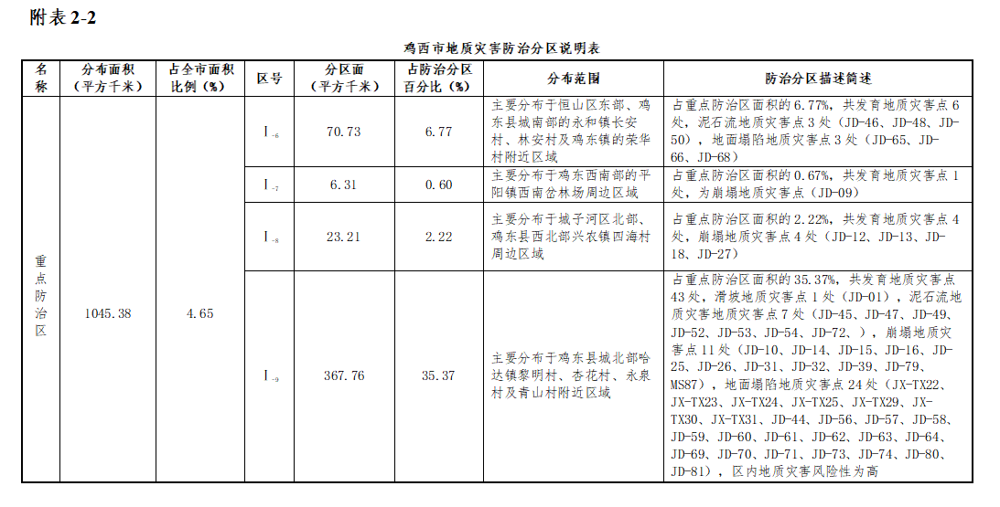 附表 2-2
鸡西市地质灾害防治分区说明表
名称
分布面积
（平方千米）
占全市面积
比例（%）
区号
分区面
（平方千米）
占防治分区
百分比（%）
分布范围
防治分区描述简述
重点防治区
1045.38
4.65
Ⅰ-6
70.73
6.77
主要分布于恒山区东部、鸡
东县城南部的永和镇长安
村、林安村及鸡东镇的荣华
村附近区域
占重点防治区面积的 6.77%，共发育地质灾害点 6
处，泥石流地质灾害点 3 处（JD-46、JD-48、JD-
50），地面塌陷地质灾害点 3 处（JD-65、JD-
66、JD-68）
Ⅰ-7
6.31
0.60
主要分布于鸡东西南部的平
阳镇西南岔林场周边区域
占重点防治区面积的 0.67%，共发育地质灾害点 1
处，为崩塌地质灾害点（JD-09）
Ⅰ-8
23.21
2.22
主要分布于城子河区北部、
鸡东县西北部兴农镇四海村
周边区域
占重点防治区面积的 2.22%，共发育地质灾害点 4
处，崩塌地质灾害点 4 处（JD-12、JD-13、JD-
18、JD-27）
Ⅰ-9
367.76
35.37
主要分布于鸡东县城北部哈
达镇黎明村、杏花村、永泉
村及青山村附近区域
占重点防治区面积的 35.37%，共发育地质灾害点
43 处，滑坡地质灾害点 1 处（JD-01），泥石流地
质灾害地质灾害点 7 处（JD-45、JD-47、JD-49、
JD-52、JD-53、JD-54、JD-72、），崩塌地质灾
害点 11 处（JD-10、JD-14、JD-15、JD-16、JD-
25、JD-26、JD-31、JD-32、JD-39、JD-79、
MS87），地面塌陷地质灾害点 24 处（JX-TX22、
JX-TX23、JX-TX24、JX-TX25、JX-TX29、JX-
TX30、JX-TX31、JD-44、JD-56、JD-57、JD-58、
JD-59、JD-60、JD-61、JD-62、JD-63、JD-64、
JD-69、JD-70、JD-71、JD-73、JD-74、JD-80、
JD-81），区内地质灾害风险性为高